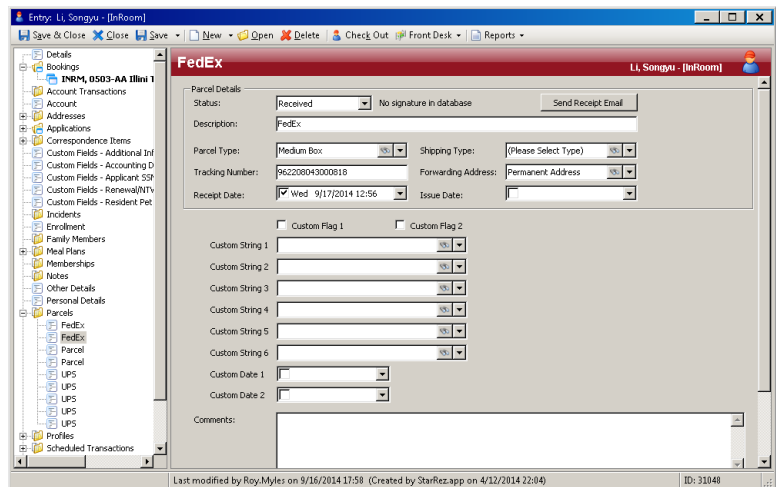 Entry: Li, Songyu - [InRoom]
Save & Close Close Save New Open Delete Check Out Front Desk Reports
Details
Bookings
INRM, 0503-AA Illini T
Account Transactions
Account
Addresses
Applications
Correspondence Items
Custom Fields - Additional Inf
Custom Fields - Accounting D
Custom Fields - Applicant SSN
Custom Fields - Renewal/NTV
Custom Fields - Resident Pet
Incidents
Enrollment
Family Members
Meal Plans
Memberships
Notes
Other Details
Personal Details
Parcels
FedEx
FedEx
Parcel
Parcel
UPS
UPS
UPS
UPS
UPS
Profiles
Scheduled Transactions
FedEx
Li, Songyu - [InRoom]
Parcel Details
Status: Received No signature in database Send Receipt Email
Description: FedEx
Parcel Type: Medium Box Shipping Type: (Please Select Type)
Tracking Number: 962208043000818 Forwarding Address: Permanent Address
Receipt Date: Wed 9/17/2014 12:56 Issue Date:
Custom Flag 1 Custom Flag 2
Custom String 1
Custom String 2
Custom String 3
Custom String 4
Custom String 5
Custom String 6
Custom Date 1
Custom Date 2
Comments:
Last modified by Roy.Myles on 9/16/2014 17:58 (Created by StarRez.app on 4/12/2014 22:04) ID: 31048